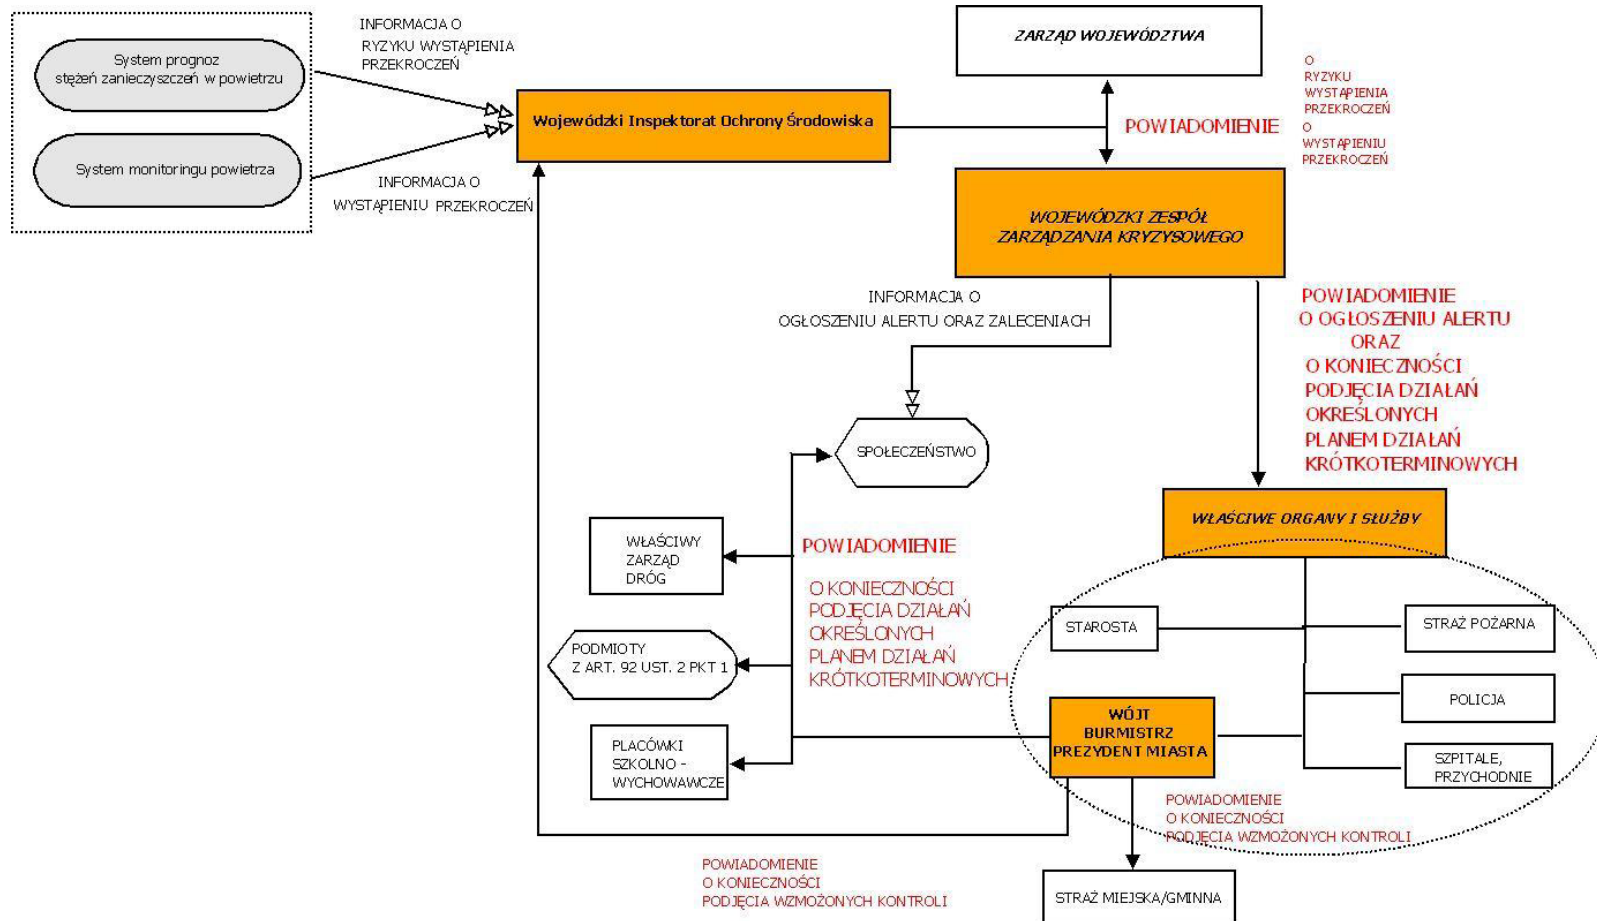 INFORMACJA O
RYZYKU WYSTĄPIENIA
PRZEKROCZEŃ
System prognoz
stężeń zanieczyszczeń w powietrzu
System monitoringu powietrza
INFORMACJA O
WYSTĄPIENIU PRZEKROCZEŃ
Wojewódzki Inspektorat Ochrony Środowiska
ZARZĄD WOJEWÓDZTWA
POWIADOMIENIE
O
RYZYKU
WYSTĄPIENIA
PRZEKROCZEŃ
O
WYSTĄPIENIU
PRZEKROCZEŃ
WOJEWÓDZKI ZESPÓŁ
ZARZĄDZANIA KRYZYSOWEGO
INFORMACJA O
OGŁOSZENIU ALERTU ORAZ ZALECENIACH
POWIADOMIENIE
O OGŁOSZENIU ALERTU
ORAZ
O KONIECZNOŚCI
PODJĘCIA DZIAŁAŃ
OKREŚLONYCH
PLANEM DZIAŁAŃ
KRÓTKOTERMINOWYCH
SPOŁECZEŃSTWO
WŁAŚCIWE ORGANY I SŁUŻBY
WŁAŚCIWY
ZARZĄD
DRÓG
POWIADOMIENIE
O KONIECZNOŚCI
PODJĘCIA DZIAŁAŃ
OKREŚLONYCH
PLANEM DZIAŁAŃ
KRÓTKOTERMINOWYCH
PODMIOTY
Z ART. 92 UST. 2 PKT 1
PLACÓWKI
SZKOLNO -
WYCHOWAWCZE
STAROSTA
STRAŻ POŻARNA
POLICJA
WÓJT
BURMISTRZ
PREZYDENT MIASTA
SZPITALE,
PRZYCHODNIE
POWIADOMIENIE
O KONIECZNOŚCI
PODJĘCIA WZMOŻONYCH KONTROLI
POWIADOMIENIE
O KONIECZNOŚCI
PODJĘCIA WZMOŻONYCH KONTROLI
STRAŻ MIEJSKA/GMINNA